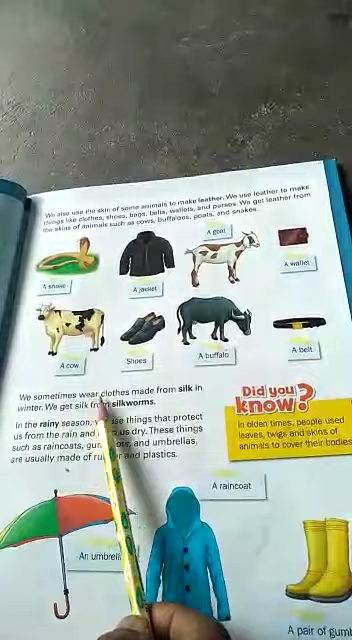 We also use the skin of some animals to make leather. We use leather to make
things like clothes, shoes, bags, belts, wallets, and purses. We get leather from
the skins of animals such as cows, buffaloes, goats, and snakes.
A goat
A snake
A jacket
A wallet
A cow
Shoes
A buffalo
A belt
We sometimes wear clothes made from silk in
winter. We get silk from silkworms.
In the rainy season, use things that protect
us from the rain and us dry. These things
such as raincoats, and umbrellas,
are usually made of and plastics.
Did you
know?
In olden times, people used
leaves, twigs and skins of
animals to cover their bodies
A raincoat
An umbrell
A pair of gum